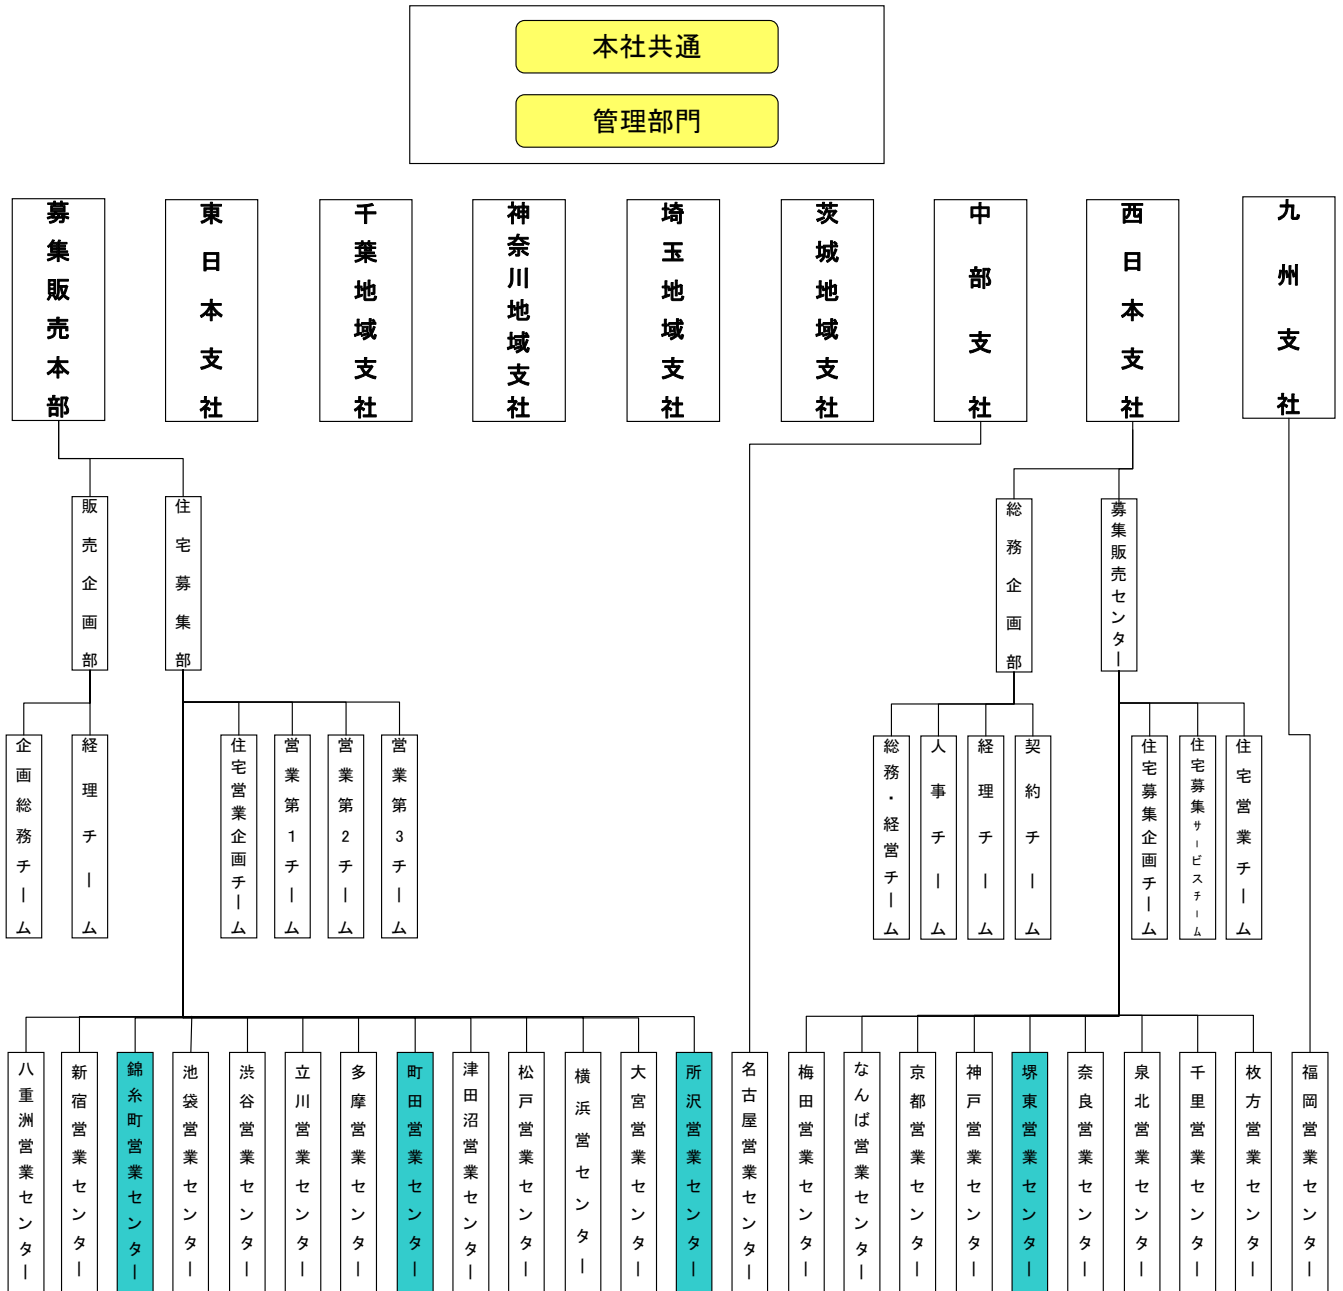 本社共通
管理部門
募集販売本部
東日本支社
千葉地域支社
神奈川地域支社
埼玉地域支社
茨城地域支社
中部支社
西日本支社
九州支社
販売企画部
住宅募集部
総務企画部
募集販売センター
企画総務チーム
経理チーム
住宅営業企画チーム
営業第1チーム
営業第2チーム
営業第3チーム
総務・経営チーム
人事チーム
経理チーム
契約チーム
住宅募集企画チーム
住宅募集サービスチーム
住宅営業チーム
八重洲営業センター
新宿営業センター
錦糸町営業センター
池袋営業センター
渋谷営業センター
立川営業センター
多摩営業センター
町田営業センター
津田沼営業センター
松戸営業センター
横浜営センター
大宮営業センター
所沢営業センター
名古屋営業センター
梅田営業センター
なんば営業センター
京都営業センター
神戸営業センター
堺東営業センター
奈良営業センター
泉北営業センター
千里営業センター
枚方営業センター
福岡営業センター